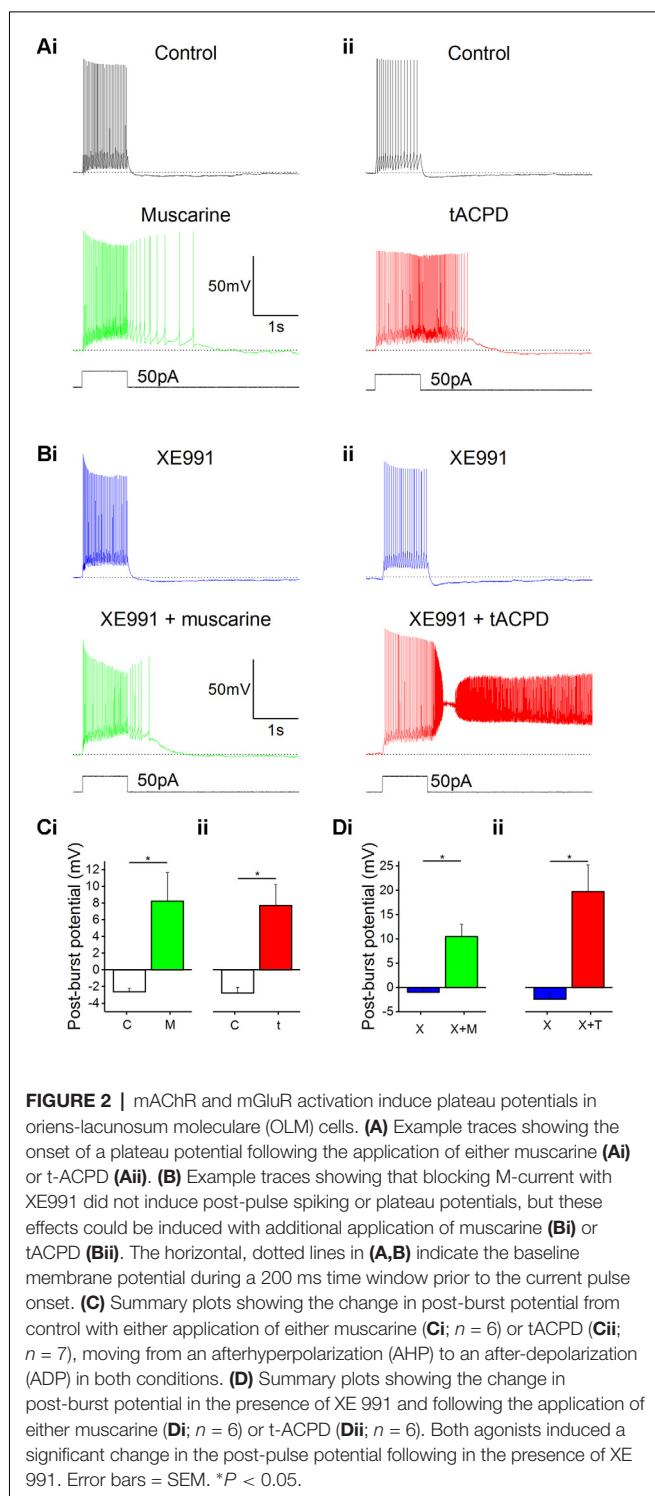 Ai
Control
ii
Control
Muscarine
tACPD
50mV
1s
50pA
50pA
Bi
XE991
ii
XE991
XE991 + muscarine
XE991 + tACPD
50mV
1s
50pA
50pA
Ci
ii
Di
ii
Post-burst potential (mV)
12
10
8
6
4
2
0
-2
-4
*
*
C
M
C
t
Post-burst potential (mV)
25
20
15
10
5
0
-5
*
*
X
X+M
X
X+T
FIGURE 2 | mAChR and mGluR activation induce plateau potentials in
oriens-lacunosum moleculare (OLM) cells. (A) Example traces showing the
onset of a plateau potential following the application of either muscarine (Ai)
or t-ACPD (Aii). (B) Example traces showing that blocking M-current with
XE991 did not induce post-pulse spiking or plateau potentials, but these
effects could be induced with additional application of muscarine (Bi) or
tACPD (Bii). The horizontal, dotted lines in (A,B) indicate the baseline
membrane potential during a 200 ms time window prior to the current pulse
onset. (C) Summary plots showing the change in post-burst potential from
control with either application of either muscarine (Ci; n = 6) or tACPD (Cii;
n = 7), moving from an afterhyperpolarization (AHP) to an after-depolarization
(ADP) in both conditions. (D) Summary plots showing the change in
post-burst potential in the presence of XE 991 and following the application of
either muscarine (Di; n = 6) or t-ACPD (Dii; n = 6). Both agonists induced a
significant change in the post-pulse potential following in the presence of XE
991. Error bars = SEM. *P < 0.05.